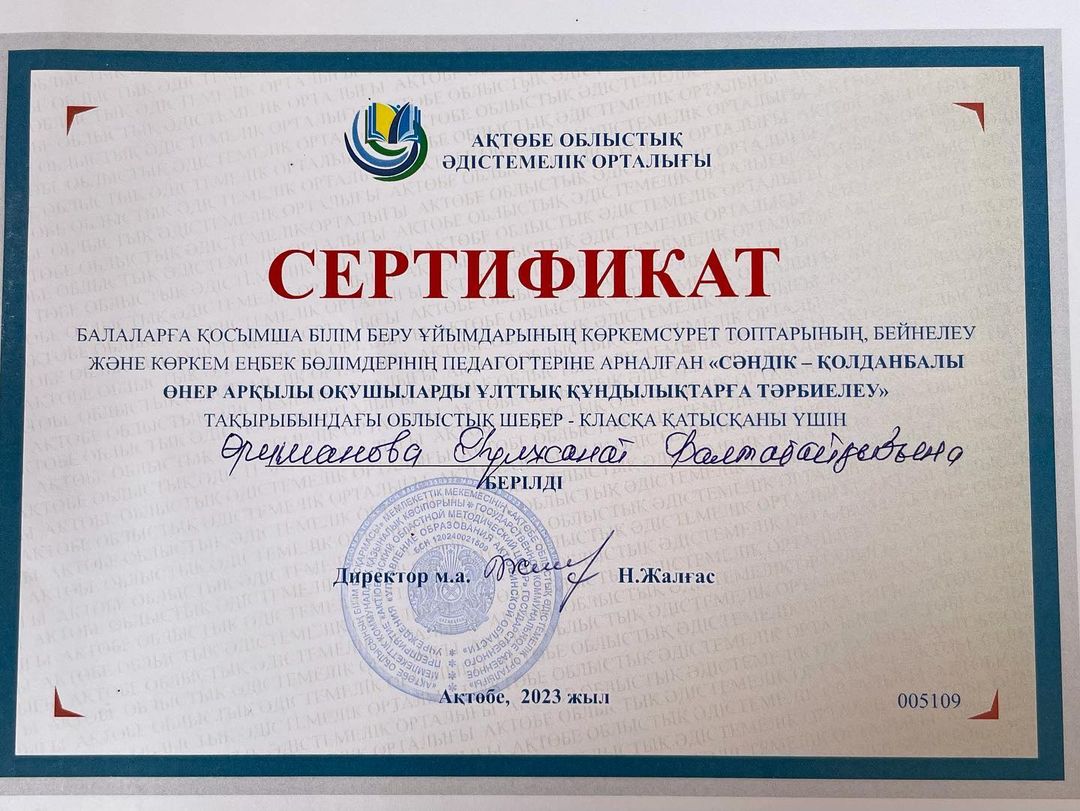 АҚТӨБЕ ОБЛЫСТЫҚ
ӘДІСТЕМЕЛІК ОРТАЛЫҒЫ
СЕРТИФИКАТ
БАЛАЛАРҒА ҚОСЫМША БІЛІМ БЕРУ ҰЙЫМДАРЫНЫҢ КӨРКЕМСУРЕТ ТОПТАРЫНЫҢ, БЕЙНЕЛЕУ
ЖӘНЕ КӨРКЕМ ЕҢБЕК БӨЛІМДЕРІНІҢ ПЕДАГОГТЕРІНЕ АРНАЛҒАН «СӘНДІК – ҚОЛДАНБАЛЫ
ӨНЕР АРҚЫЛЫ ОҚУШЫЛАРДЫ ҰЛТТЫҚ ҚҰНДЫЛЫҚТАРҒА ТӘРБИЕЛЕУ»
ТАҚЫРЫБЫНДАҒЫ ОБЛЫСТЫҚ ШЕБЕР - КЛАСҚА ҚАТЫСҚАНЫ ҮШІН
БЕРІЛДІ
Директор м.а. Н.Жалғас
БСН 120240021509
Ақтөбе, 2023 жыл
005109